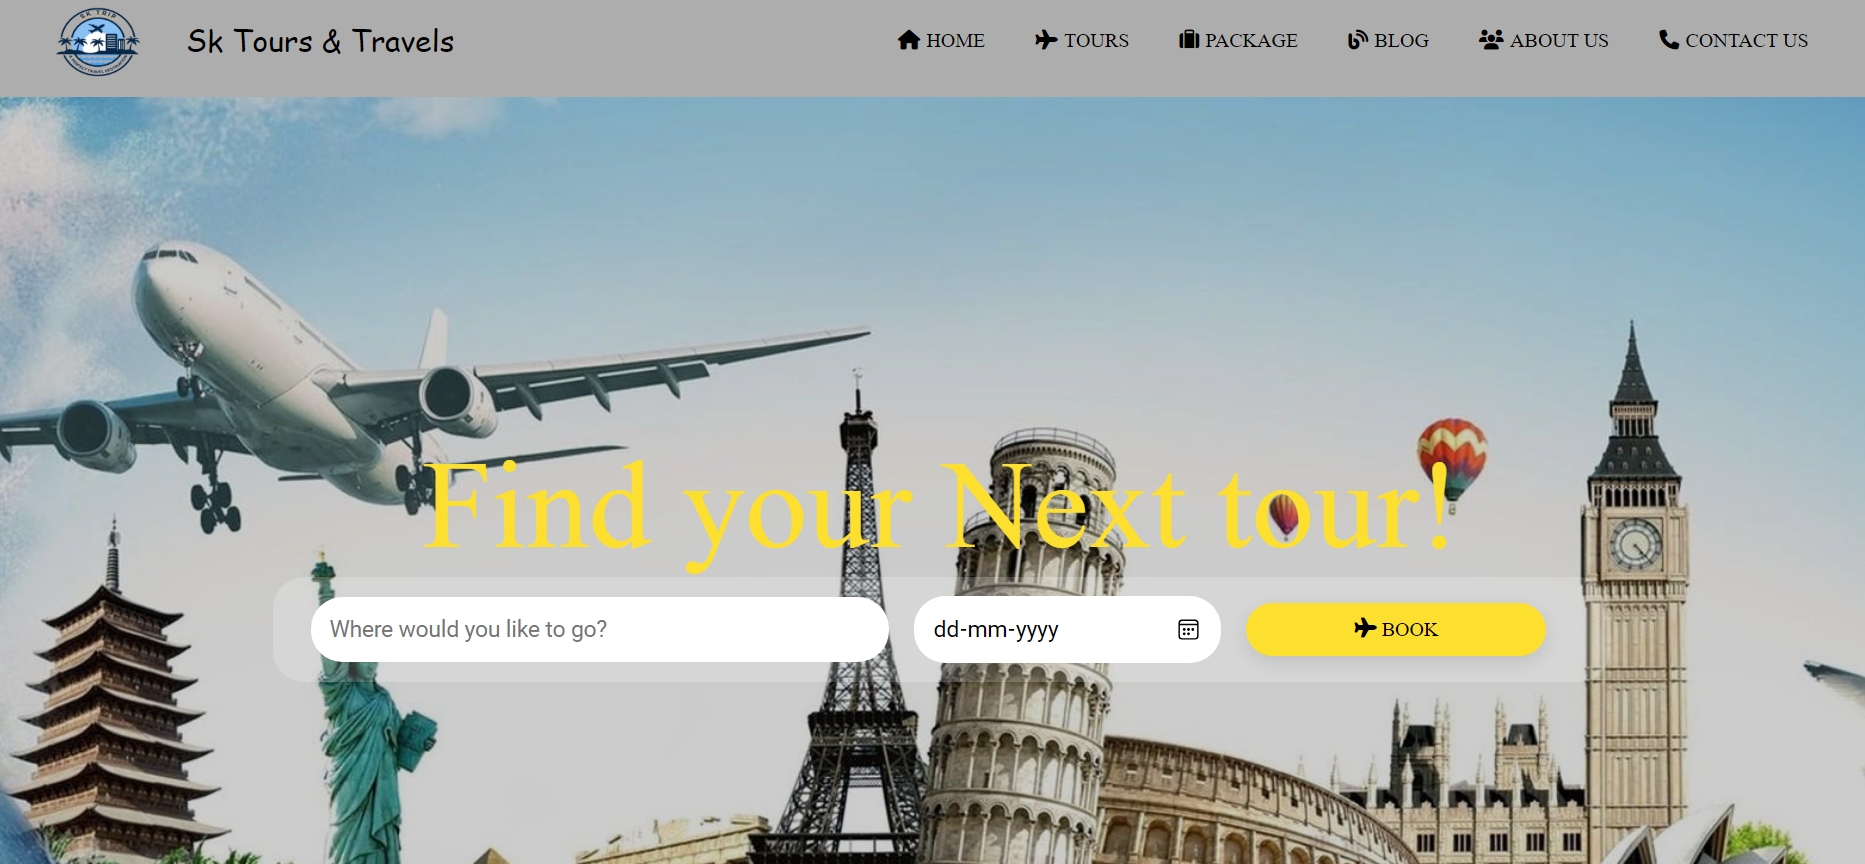 SK TRIP
Sk Tours & Travels
HOME
TOURS
PACKAGE
BLOG
ABOUT US
CONTACT US
Find your Next tour!
Where would you like to go?
dd-mm-yyyy
BOOK